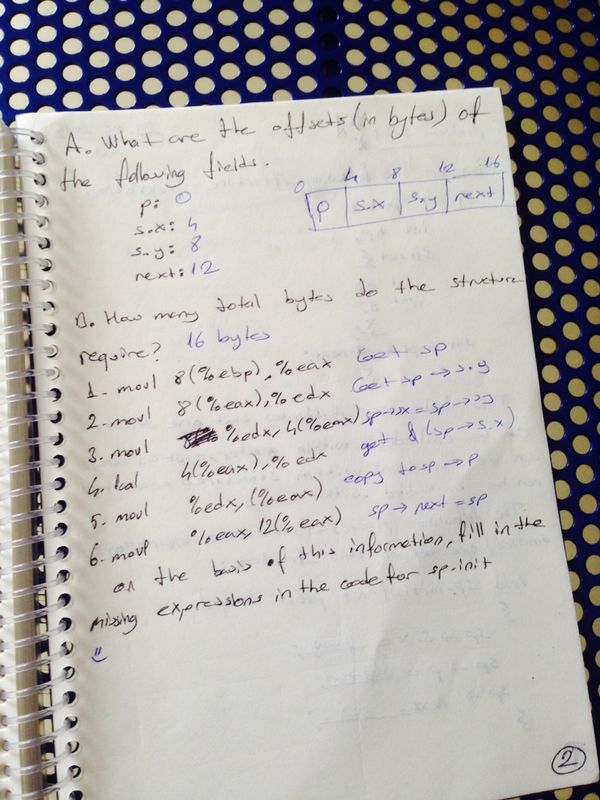 A. What are the offsets (in bytes) of
the following fields.
p: 0
s.x: 4
s.y: 8
next: 12
0 4 8 12 16
p s.x s.y next
B. How many total bytes do the structure
require? 16 bytes
1. movl 8(%ebp), %eax Get sp
2. movl 8(%eax), %edx Get sp → s.y
3. movl %edx, 4(%eax) sp→x = sp→y
4. leal 4(%eax), %edx get & (sp→s.x)
5. movl %edx, (%eax) copy to sp → p
6. movl %eax, 12(%eax) sp → next = sp
on the basis of this information, fill in the
missing expressions in the code for sp-init
2